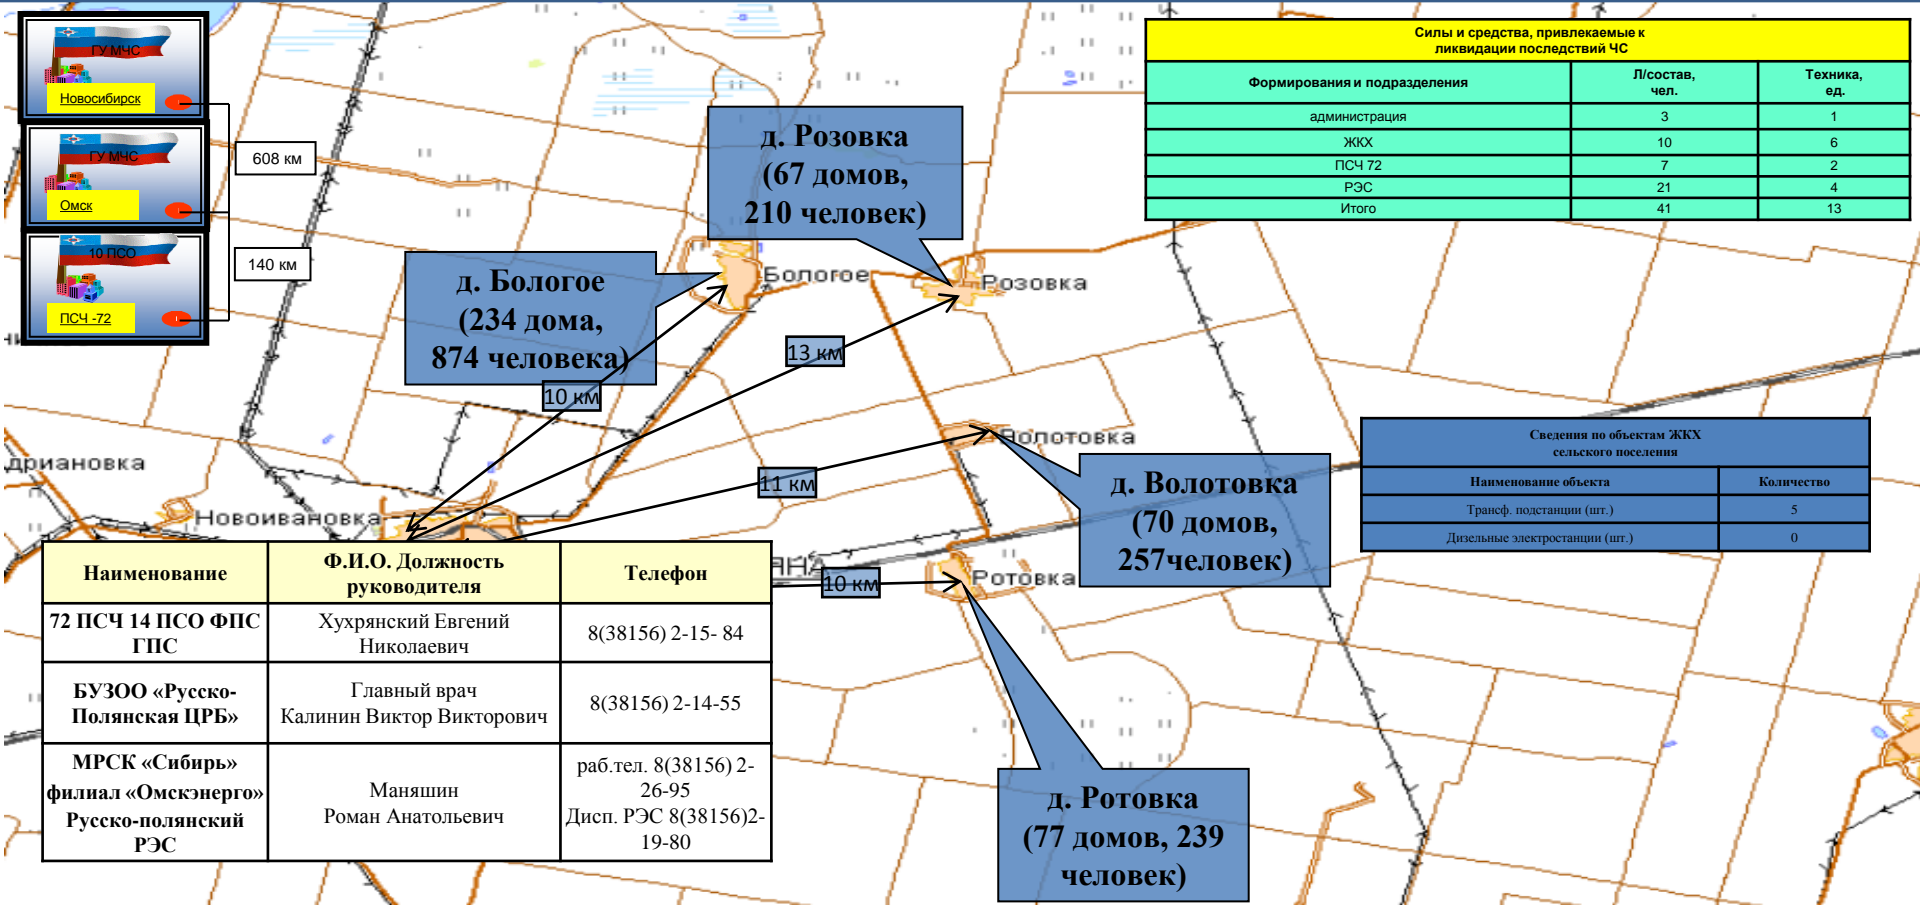 ГУ МЧС
Новосибирск
ГУ МЧС
Омск
10 ПСО
ПСЧ -72
608 км
140 км
д. Розовка
(67 домов,
210 человек)
д. Бологое
(234 дома,
874 человека)
Бологое
Розовка
13 км
10 км
11 км
10 км
Новоивановка
Ротовка
д. Волотовка
(70 домов,
257человек)
д. Ротовка
(77 домов, 239
человек)
Силы и средства, привлекаемые к
ликвидации последствий ЧС
Формирования и подразделения Л/состав, чел. Техника, ед.
администрация 3 1
ЖКХ 10 6
ПСЧ 72 7 2
РЭС 21 4
Итого 41 13
Сведения по объектам ЖКХ
сельского поселения
Наименование объекта Количество
Трансф. подстанции (шт.) 5
Дизельные электростанции (шт.) 0
Наименование Ф.И.О. Должность руководителя Телефон
72 ПСЧ 14 ПСО ФПС ГПС Хухрянский Евгений Николаевич 8(38156) 2-15- 84
БУЗОО «Русско-Полянская ЦРБ» Главный врач Калинин Виктор Викторович 8(38156) 2-14-55
МРСК «Сибирь» филиал «Омскэнерго» Русско-полянский РЭС Маняшин Роман Анатольевич раб.тел. 8(38156) 2-26-95 Дисп. РЭС 8(38156)2-19-80